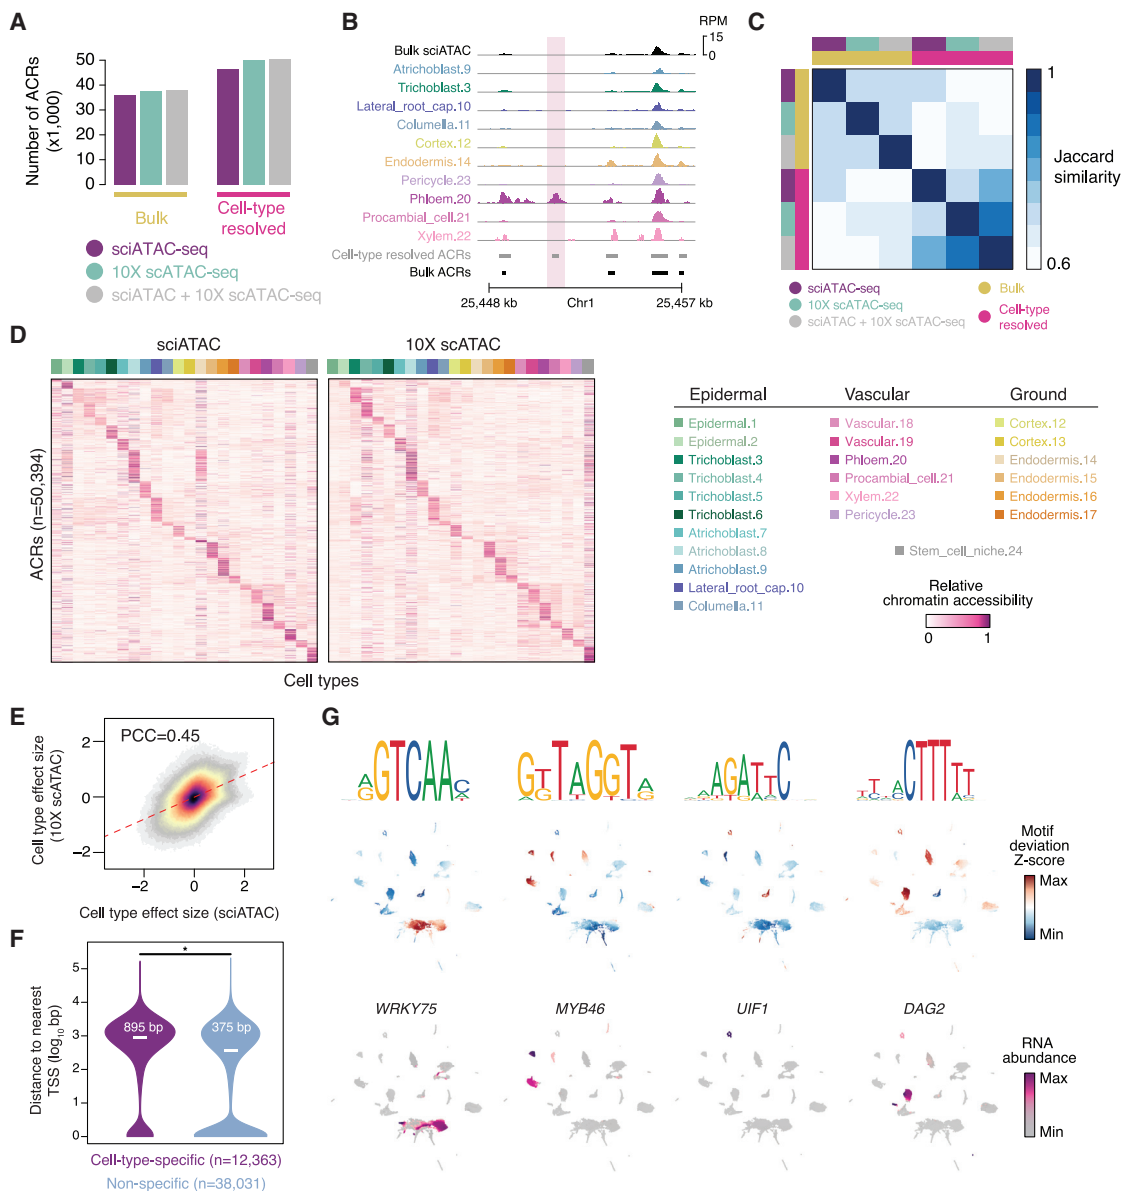 A
Number of ACRs
(x1,000)
50
40
30
20
10
0
Bulk
Cell-type
resolved
sciATAC-seq
10X scATAC-seq
sciATAC + 10X scATAC-seq
B
RPM
15
0
Bulk sciATAC
Atrichoblast.9
Trichoblast.3
Lateral_root_cap.10
Columella.11
Cortex.12
Endodermis.14
Pericycle.23
Phloem.20
Procambial_cell.21
Xylem.22
Cell-type resolved ACRs
Bulk ACRs
25,448 kb
Chr1
25,457 kb
C
1
Jaccard
similarity
0.6
sciATAC-seq
10X scATAC-seq
sciATAC + 10X scATAC-seq
Bulk
Cell-type
resolved
D
sciATAC
10X scATAC
ACRs (n=50,394)
Cell types
Epidermal
Epidermal.1
Epidermal.2
Trichoblast.3
Trichoblast.4
Trichoblast.5
Trichoblast.6
Atrichoblast.7
Atrichoblast.8
Atrichoblast.9
Lateral_root_cap.10
Columella.11
Vascular
Vascular.18
Vascular.19
Phloem.20
Procambial_cell.21
Xylem.22
Pericycle.23
Ground
Cortex.12
Cortex.13
Endodermis.14
Endodermis.15
Endodermis.16
Endodermis.17
Stem_cell_niche.24
Relative
chromatin accessibility
0 1
E
PCC=0.45
Cell type effect size
(10X scATAC)
2
0
−2
−2 0 2
Cell type effect size (sciATAC)
F
*
Distance to nearest
TSS (log10 bp)
5
4
3
2
1
0
895 bp
375 bp
Cell-type-specific (n=12,363)
Non-specific (n=38,031)
G
GTCAA
TAGGT
AGATTC
CTTT
Motif
deviation
Z-score
Max
Min
WRKY75
MYB46
UIF1
DAG2
RNA
abundance
Max
Min